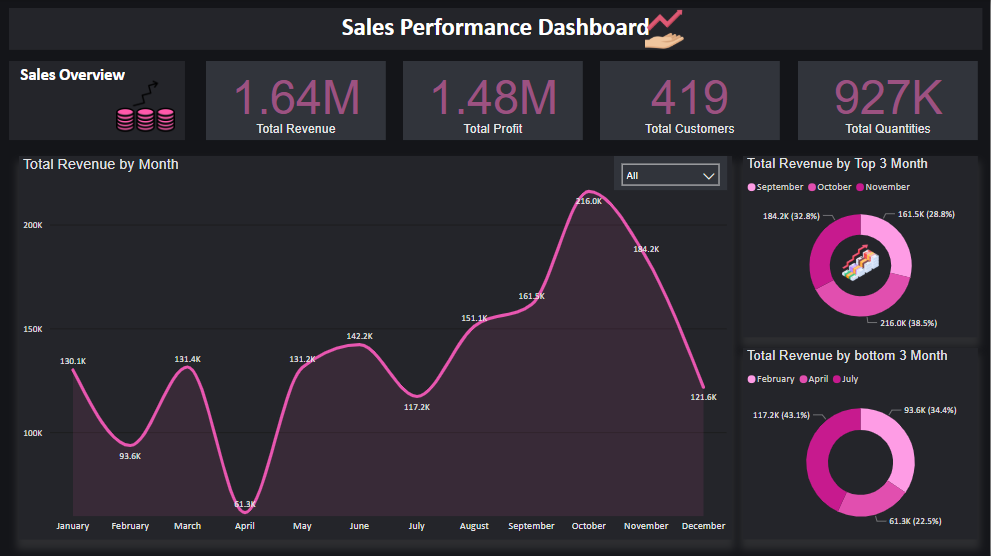 Sales Performance Dashboard
Sales Overview
1.64M
Total Revenue
1.48M
Total Profit
419
Total Customers
927K
Total Quantities
Total Revenue by Month
All
200K
150K
100K
130.1K
93.6K
131.4K
61.3K
131.2K
142.2K
117.2K
151.1K
161.5K
216.0K
184.2K
121.6K
January February March April May June July August September October November December
Total Revenue by Top 3 Month
September October November
184.2K (32.8%)
161.5K (28.8%)
216.0K (38.5%)
Total Revenue by bottom 3 Month
February April July
117.2K (43.1%)
93.6K (34.4%)
61.3K (22.5%)